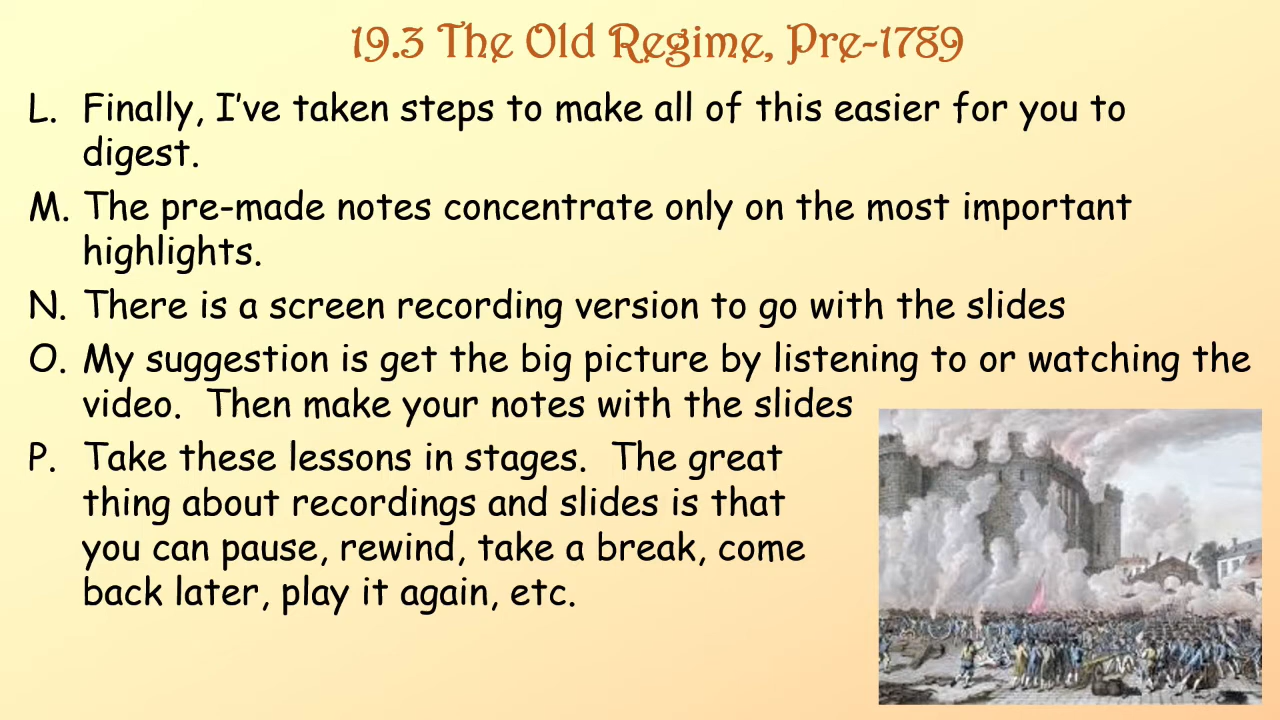 19.3 The Old Regime, Pre-1789
L. Finally, I've taken steps to make all of this easier for you to
digest.
M. The pre-made notes concentrate only on the most important
highlights.
N. There is a screen recording version to go with the slides
O. My suggestion is get the big picture by listening to or watching the
video.  Then make your notes with the slides
P. Take these lessons in stages.  The great
thing about recordings and slides is that
you can pause, rewind, take a break, come
back later, play it again, etc.